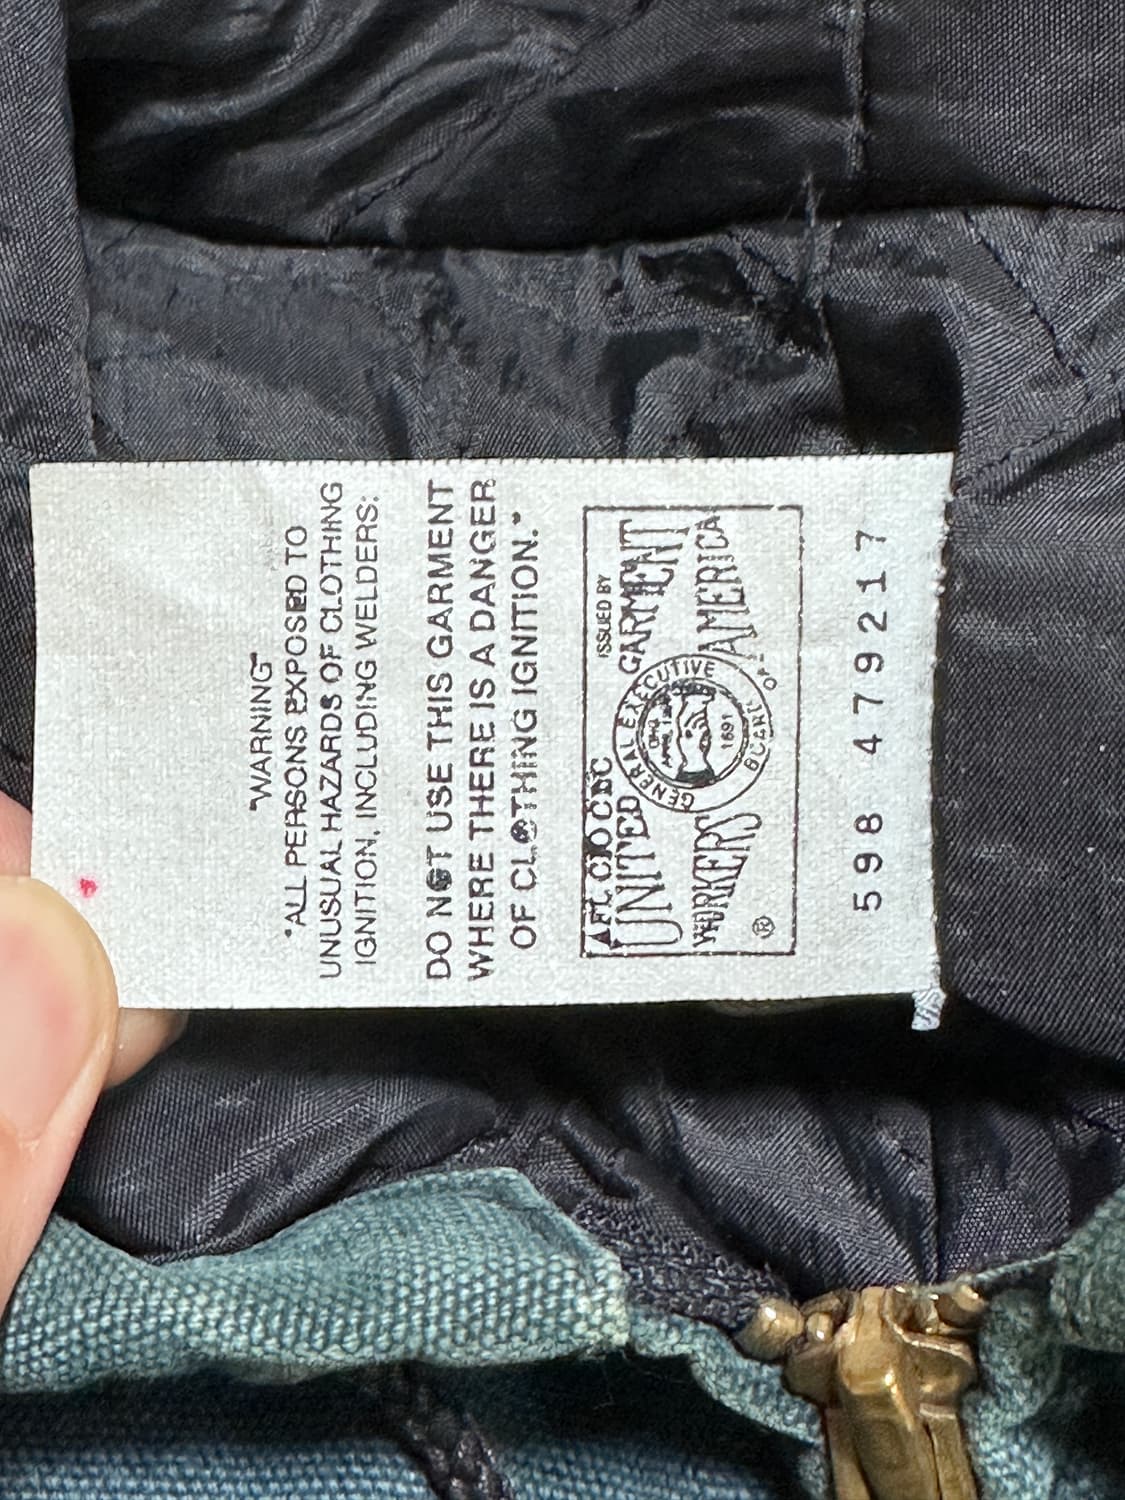 "WARNING"
"ALL PERSONS EXPOSED TO
UNUSUAL HAZARDS OF CLOTHING
IGNITION, INCLUDING WELDERS:
DO NOT USE THIS GARMENT
WHERE THERE IS A DANGER
OF CLOTHING IGNITION."
ISSUED BY
AFL CIO CLC
UNITED GARMENT
WORKERS AMERICA
GENERAL EXECUTIVE
1891
®
598 479217